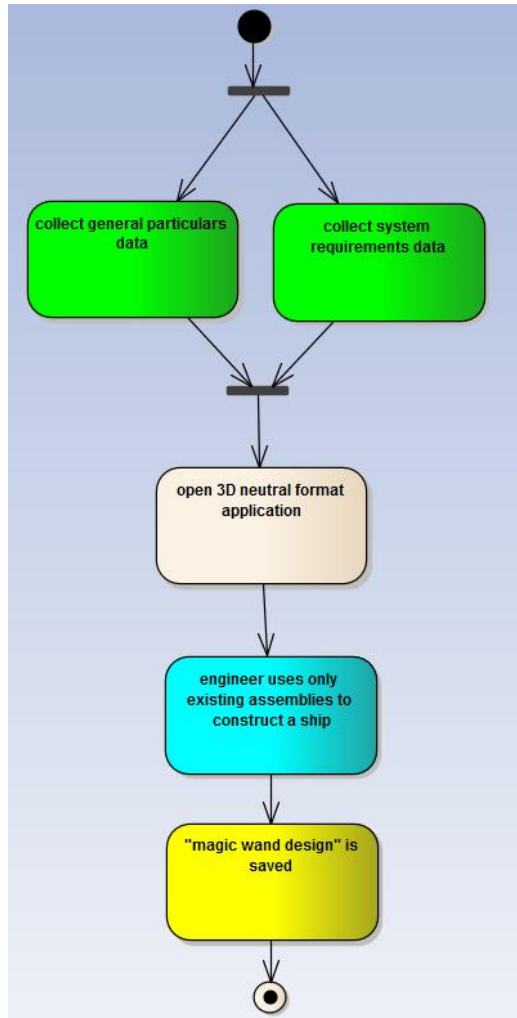 collect general particulars
data
collect system
requirements data
open 3D neutral format
application
engineer uses only
existing assemblies to
construct a ship
"magic wand design" is
saved